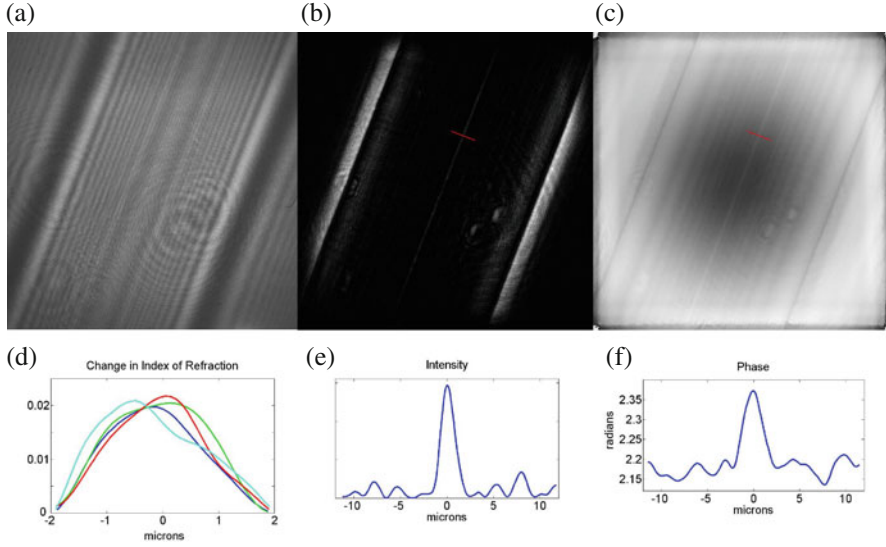 (a)
(b)
(c)
(d)
Change in Index of Refraction
0.02
0.01
0
-2
-1
0
1
2
microns
(e)
Intensity
-10
-5
0
5
10
microns
(f)
Phase
radians
2.35
2.3
2.25
2.2
2.15
-10
-5
0
5
10
microns